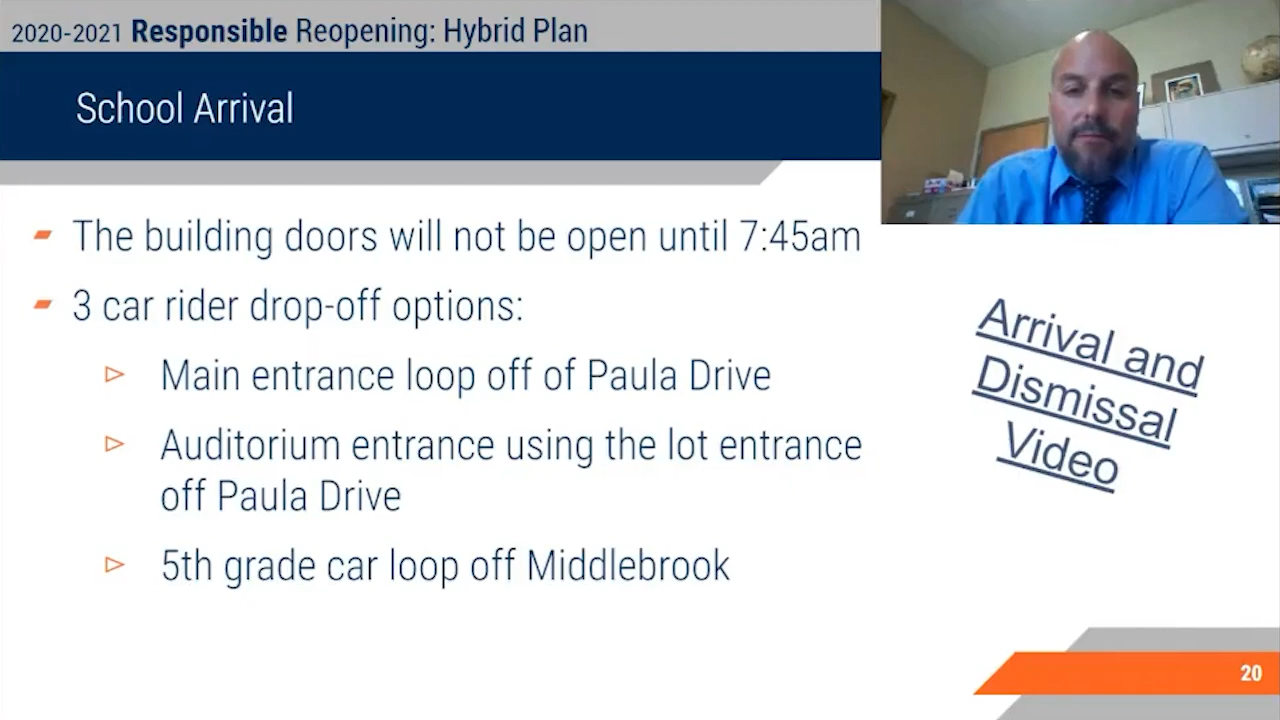 2020-2021 Responsible Reopening: Hybrid Plan
School Arrival
The building doors will not be open until 7:45am
3 car rider drop-off options:
Main entrance loop off of Paula Drive
Auditorium entrance using the lot entrance
off Paula Drive
5th grade car loop off Middlebrook
Arrival and
Dismissal
Video
20